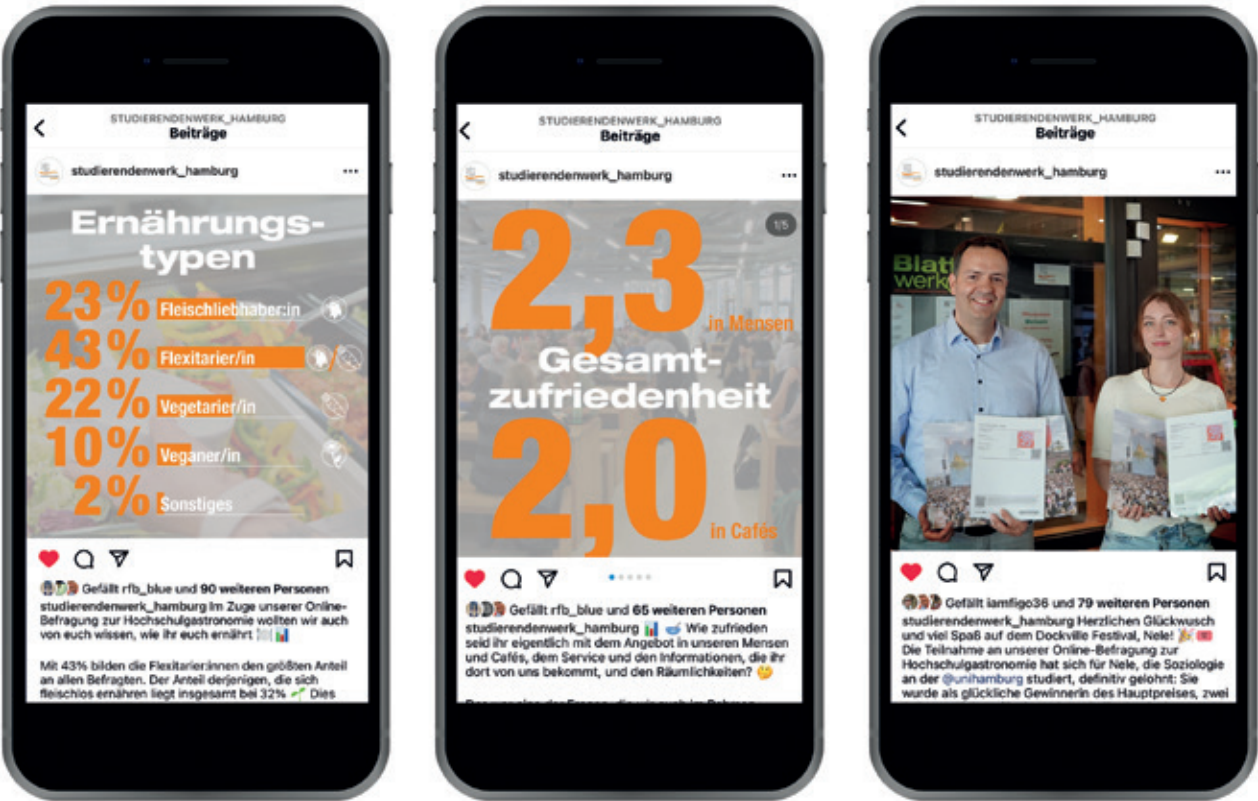 STUDIERENDENWERK_HAMBURG
Beiträge
studierendenwerk_hamburg
Ernährungs-
typen
23% Fleischliebhaber:in
43% Flexitarier/in
22% Vegetarier/in
10% Veganer/in
2% Sonstiges
Gefällt rfb_blue und 90 weiteren Personen
studierendenwerk_hamburg Im Zuge unserer Online-
Befragung zur Hochschulgastronomie wollten wir auch
von euch wissen, wie ihr euch ernährt 🍽️📊
Mit 43% bilden die Flexitarier:innen den größten Anteil
an allen Befragten. Der Anteil derjenigen, die sich
fleischlos ernähren liegt insgesamt bei 32% 🌱 Dies
STUDIERENDENWERK_HAMBURG
Beiträge
studierendenwerk_hamburg
1/5
2,3
in Mensen
Gesamt-
zufriedenheit
2,0
in Cafés
Gefällt rfb_blue und 65 weiteren Personen
studierendenwerk_hamburg 📊 🥣 Wie zufrieden
seid ihr eigentlich mit dem Angebot in unseren Mensen
und Cafés, dem Service und den Informationen, die ihr
dort von uns bekommt, und den Räumlichkeiten? 🤔
STUDIERENDENWERK_HAMBURG
Beiträge
studierendenwerk_hamburg
Blatt
werk
Gefällt iamfigo36 und 79 weiteren Personen
studierendenwerk_hamburg Herzlichen Glückwusch
und viel Spaß auf dem Dockville Festival, Nele! 🎉 🎟️
Die Teilnahme an unserer Online-Befragung zur
Hochschulgastronomie hat sich für Nele, die Soziologie
an der @unihamburg studiert, definitiv gelohnt: Sie
wurde als glückliche Gewinnerin des Hauptpreises, zwei